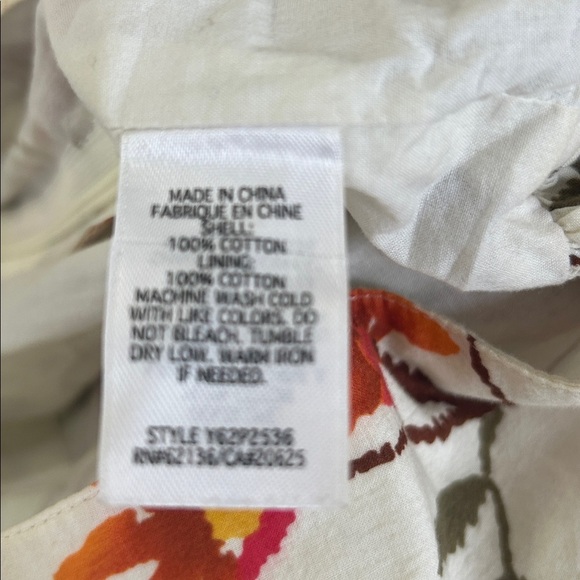 MADE IN CHINA
FABRIQUE EN CHINE
SHELL:
100% COTTON
LINING:
100% COTTON
MACHINE WASH COLD
WITH LIKE COLORS, DO
NOT BLEACH, TUMBLE
DRY LOW, WARM IRON
IF NEEDED.
STYLE Y62P2536
RN#62136/CA#20625